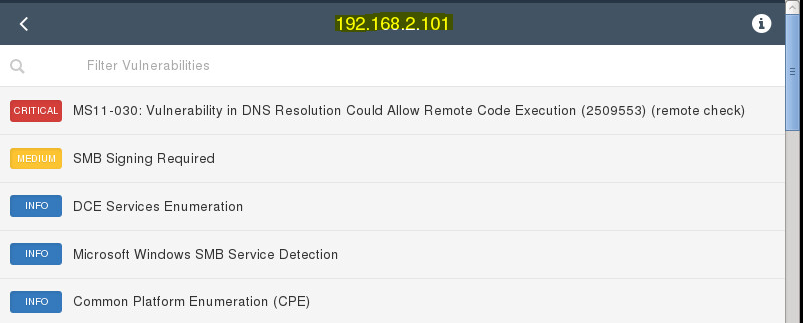 192.168.2.101
Filter Vulnerabilities
CRITICAL MS11-030: Vulnerability in DNS Resolution Could Allow Remote Code Execution (2509553) (remote check)
MEDIUM SMB Signing Required
INFO DCE Services Enumeration
INFO Microsoft Windows SMB Service Detection
INFO Common Platform Enumeration (CPE)